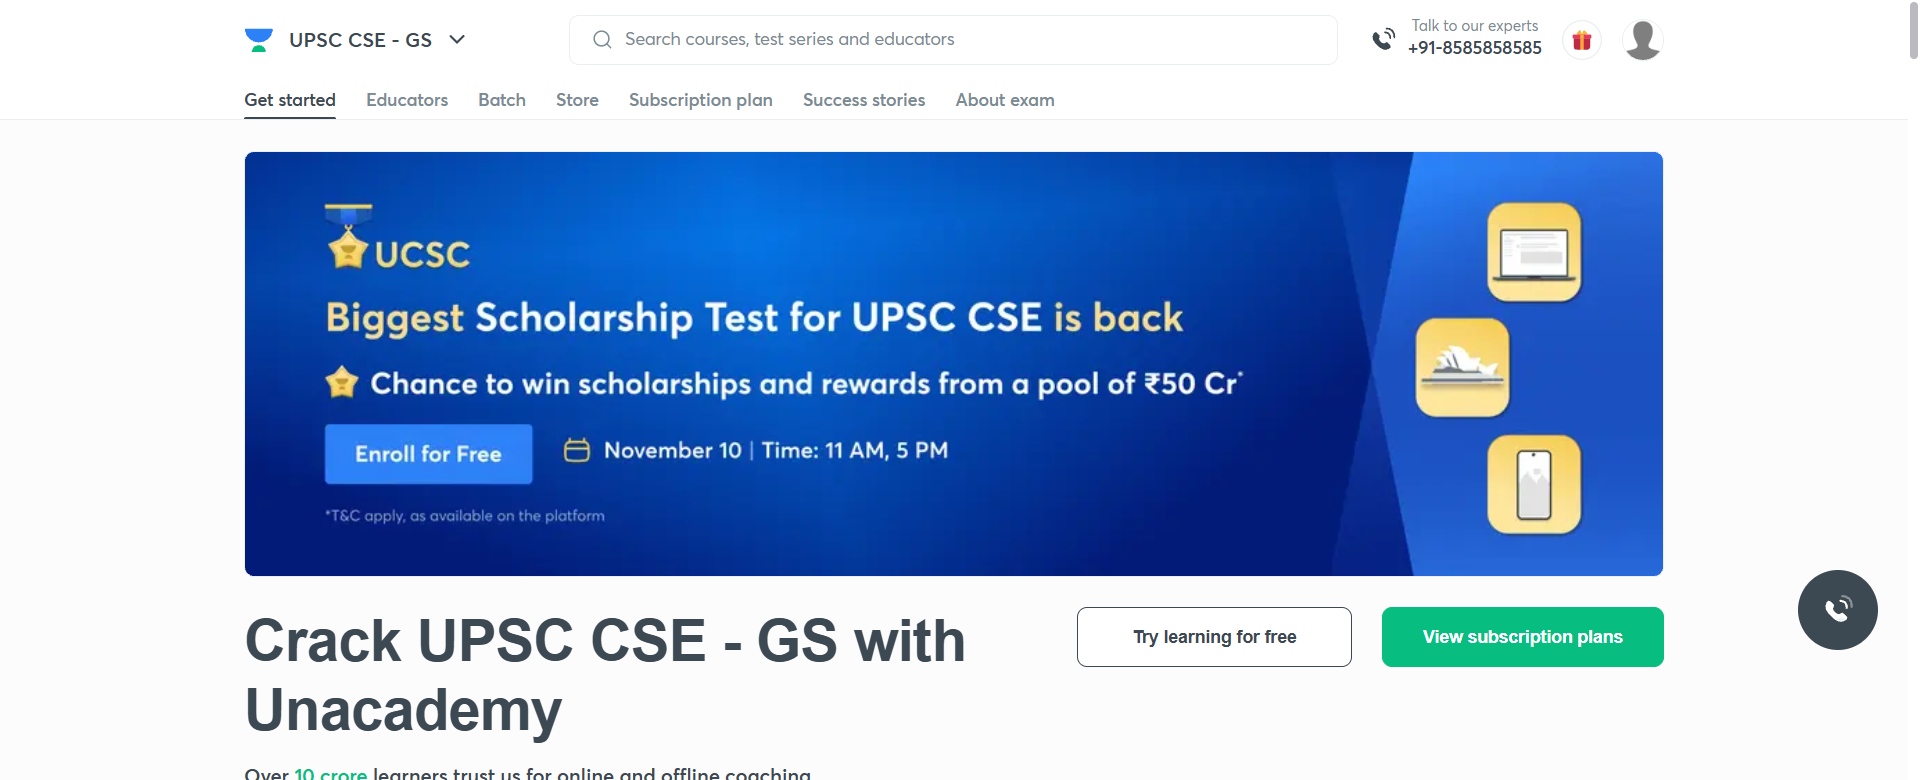 UPSC CSE - GS
Search courses, test series and educators
Talk to our experts
+91-8585858585
Get started
Educators
Batch
Store
Subscription plan
Success stories
About exam
UCSC
Biggest Scholarship Test for UPSC CSE is back
Chance to win scholarships and rewards from a pool of ₹50 Cr*
Enroll for Free
November 10 | Time: 11 AM, 5 PM
*T&C apply, as available on the platform
Crack UPSC CSE - GS with
Unacademy
Try learning for free
View subscription plans
Over 10 crore learners trust us for online and offline coaching